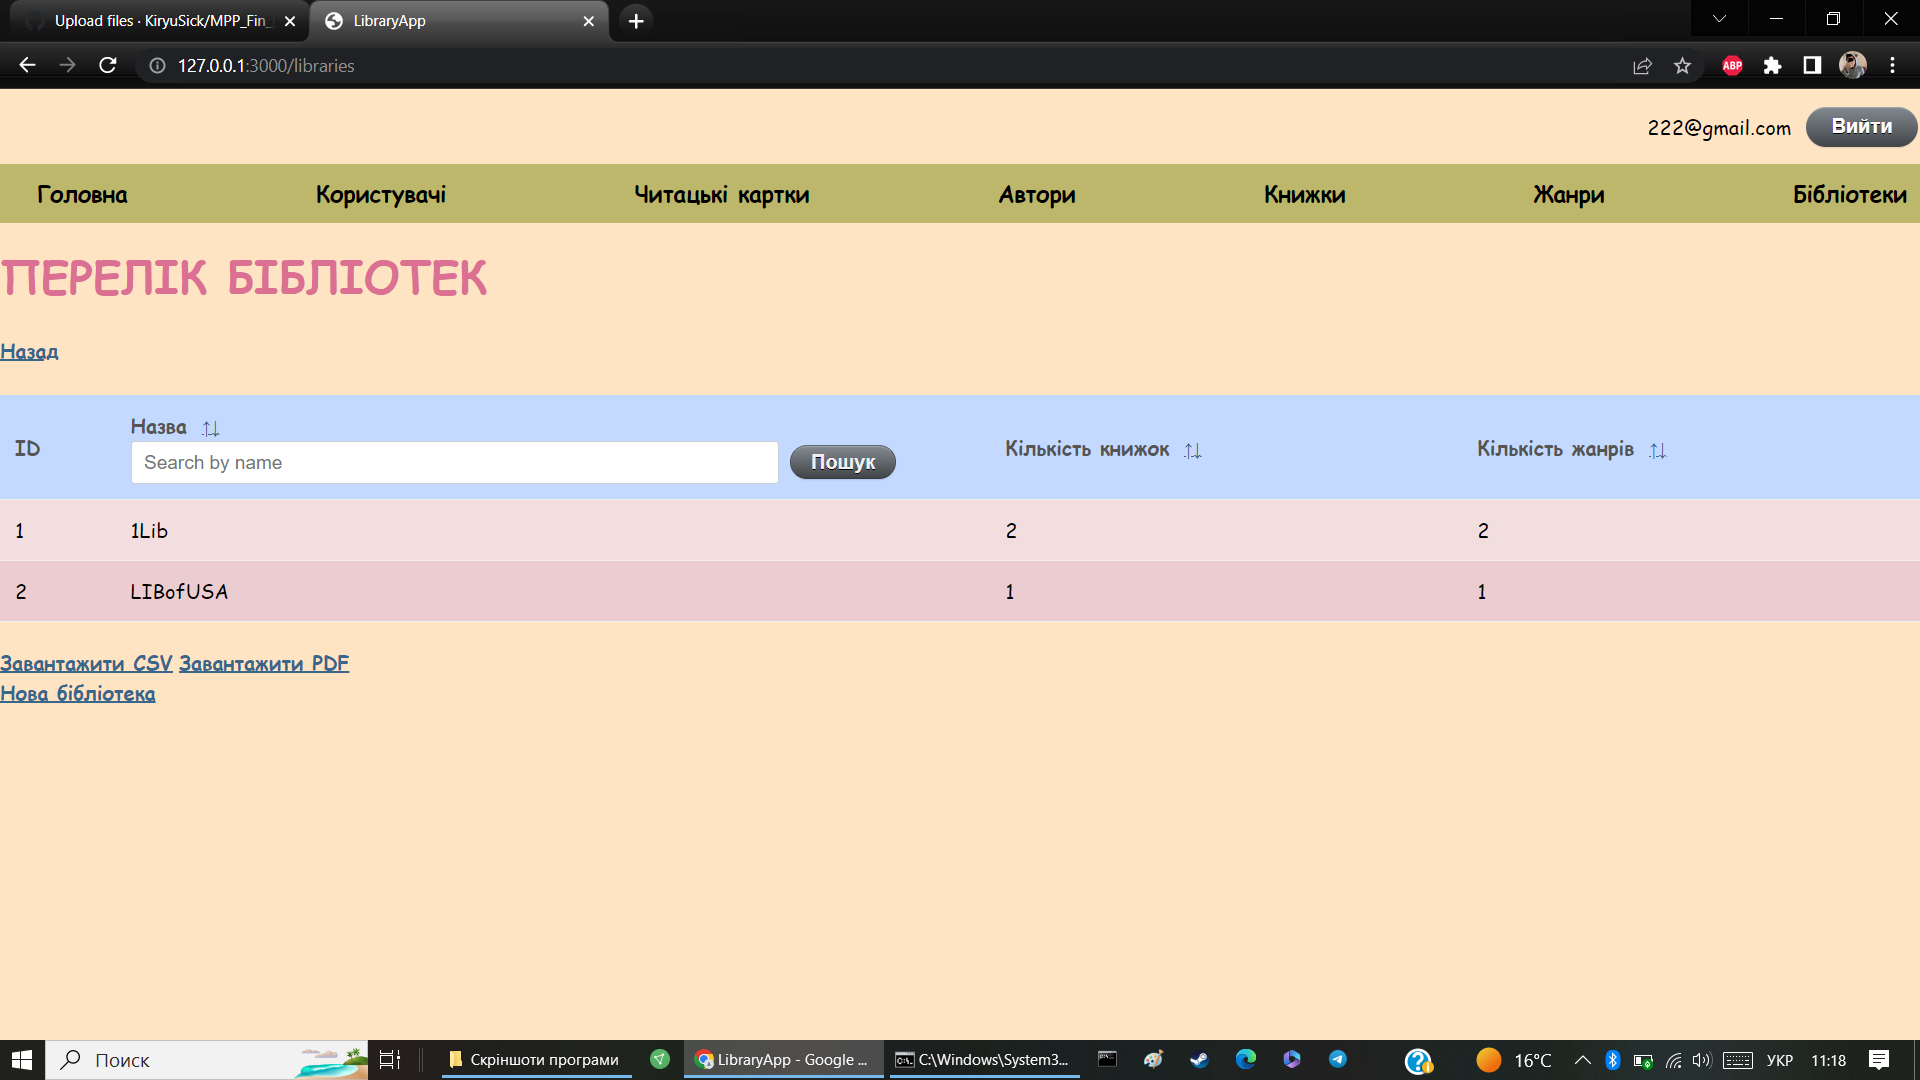 Upload files · KiryuSick/MPP_Fin_
LibraryApp
127.0.0.1:3000/libraries
ABP
222@gmail.com Вийти
Головна Користувачі Читацькі картки Автори Книжки Жанри Бібліотеки
ПЕРЕЛІК БІБЛІОТЕК
Назад
ID Назва Кількість книжок Кількість жанрів
Search by name Пошук
1 1Lib 2 2
2 LIBofUSA 1 1
Завантажити CSV Завантажити PDF
Нова бібліотека
Поиск Скріншоти програми LibraryApp - Google ... C:\Windows\System3... 16°C УКР 11:18